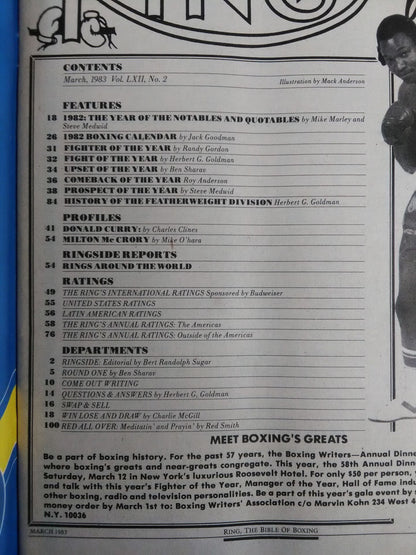 RING
CONTENTS
March, 1983 Vol. LXII, No. 2 Illustration by Mack Anderson
FEATURES
18 1982: THE YEAR OF THE NOTABLES AND QUOTABLES by Mike Marley and
Steve Meduid
26 1982 BOXING CALENDAR by Jack Goodman
31 FIGHTER OF THE YEAR by Randy Gordon
32 FIGHT OF THE YEAR by Herbert G. Goldman
34 UPSET OF THE YEAR by Ben Sharav
36 COMEBACK OF THE YEAR Roy Anderson
38 PROSPECT OF THE YEAR by Steve Meduid
84 HISTORY OF THE FEATHERWEIGHT DIVISION Herbert G. Goldman
PROFILES
41 DONALD CURRY: by Charles Clines
54 MILTON McCRORY by Mike O'hara
RINGSIDE REPORTS
54 RINGS AROUND THE WORLD
RATINGS
49 THE RING'S INTERNATIONAL RATINGS Sponsored by Budweiser
55 UNITED STATES RATINGS
56 LATIN AMERICAN RATINGS
58 THE RING'S ANNUAL RATINGS: The Americas
76 THE RING'S ANNUAL RATINGS: Outside of the Americas
DEPARTMENTS
2 RINGSIDE: Editorial by Bert Randolph Sugar
5 ROUND ONE by Ben Sharav
10 COME OUT WRITING
14 QUESTIONS & ANSWERS by Herbert G. Goldman
16 SWAP & SELL
18 WIN LOSE AND DRAW by Charlie McGill
100 RED ALL OVER: Meditatin' and Prayin' by Red Smith
MEET BOXING'S GREATS
Be a part of boxing history. For the past 57 years, the Boxing Writers—Annual Dinne
where boxing's greats and near-greats congregate. This year, the 58th Annual Dinne
Saturday, March 12 in New York's luxurious Roosevelt Hotel. For only $50 per person, y
and talk with this year's Fighter of the Year, Manager of the Year, Hall of Fame induc
other boxing, radio and television personalities. Be a part of this year's gala event by s
money order by March 1st to: Boxing Writers' Association c/o Marvin Kohn 234 West 4
N.Y. 10036
MARCH 1983 RING, THE BIBLE OF BOXING